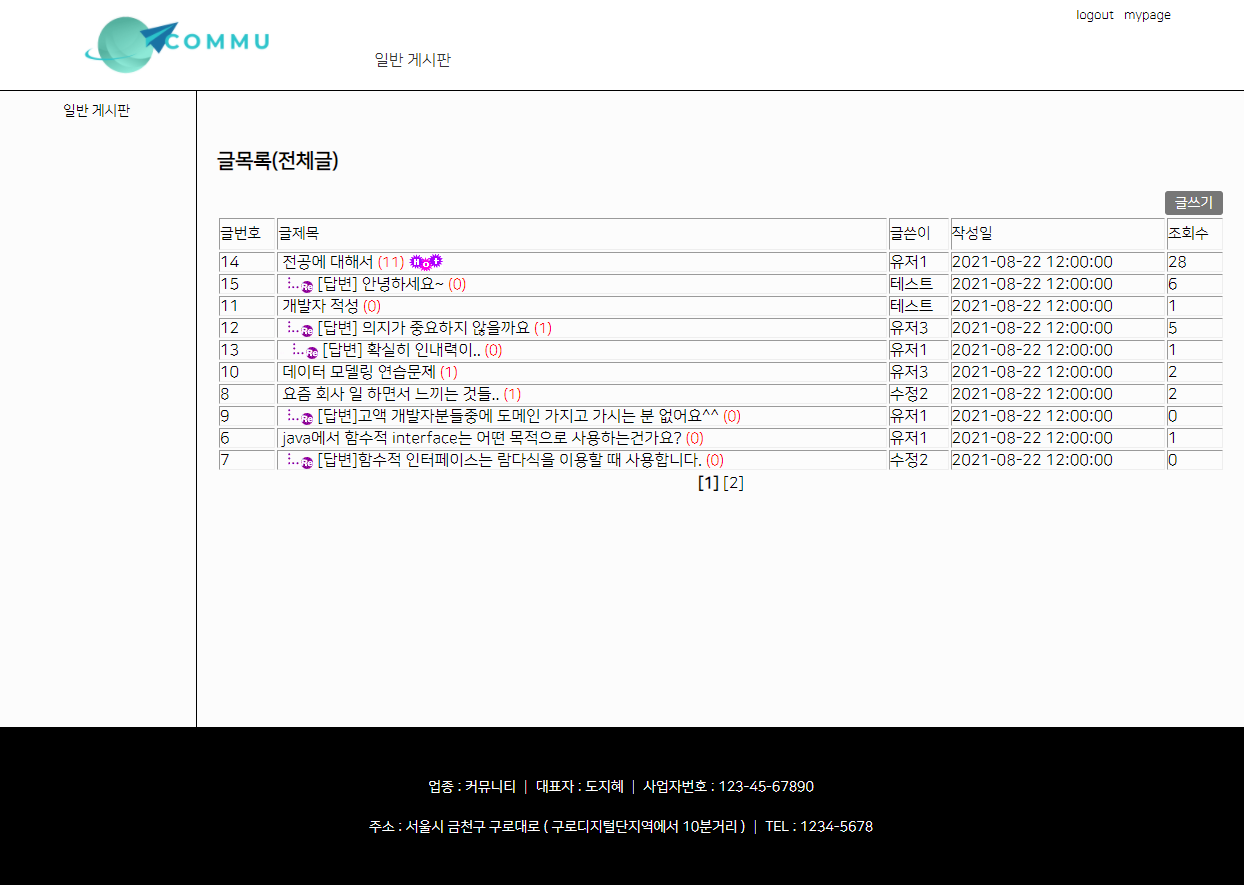 COMMU
logout mypage
일반 게시판
일반 게시판
글목록(전체글)
글쓰기
글번호 글제목 글쓴이 작성일 조회수
14 전공에 대해서 (11) Hot 유저1 2021-08-22 12:00:00 28
15 Re [답변] 안녕하세요~ (0) 테스트 2021-08-22 12:00:00 6
11 개발자 적성 (0) 테스트 2021-08-22 12:00:00 1
12 Re [답변] 의지가 중요하지 않을까요 (1) 유저3 2021-08-22 12:00:00 5
13 Re [답변] 확실히 인내력이.. (0) 유저1 2021-08-22 12:00:00 1
10 데이터 모델링 연습문제 (1) 유저3 2021-08-22 12:00:00 2
8 요즘 회사 일 하면서 느끼는 것들.. (1) 수정2 2021-08-22 12:00:00 2
9 Re [답변]고액 개발자분들중에 도메인 가지고 가시는 분 없어요^^ (0) 유저1 2021-08-22 12:00:00 0
6 java에서 함수적 interface는 어떤 목적으로 사용하는건가요? (0) 유저1 2021-08-22 12:00:00 1
7 Re [답변]함수적 인터페이스는 람다식을 이용할 때 사용합니다. (0) 수정2 2021-08-22 12:00:00 0
[1] [2]
업종 : 커뮤니티 | 대표자 : 도지혜 | 사업자번호 : 123-45-67890
주소 : 서울시 금천구 구로대로 ( 구로디지털단지역에서 10분거리 ) | TEL : 1234-5678